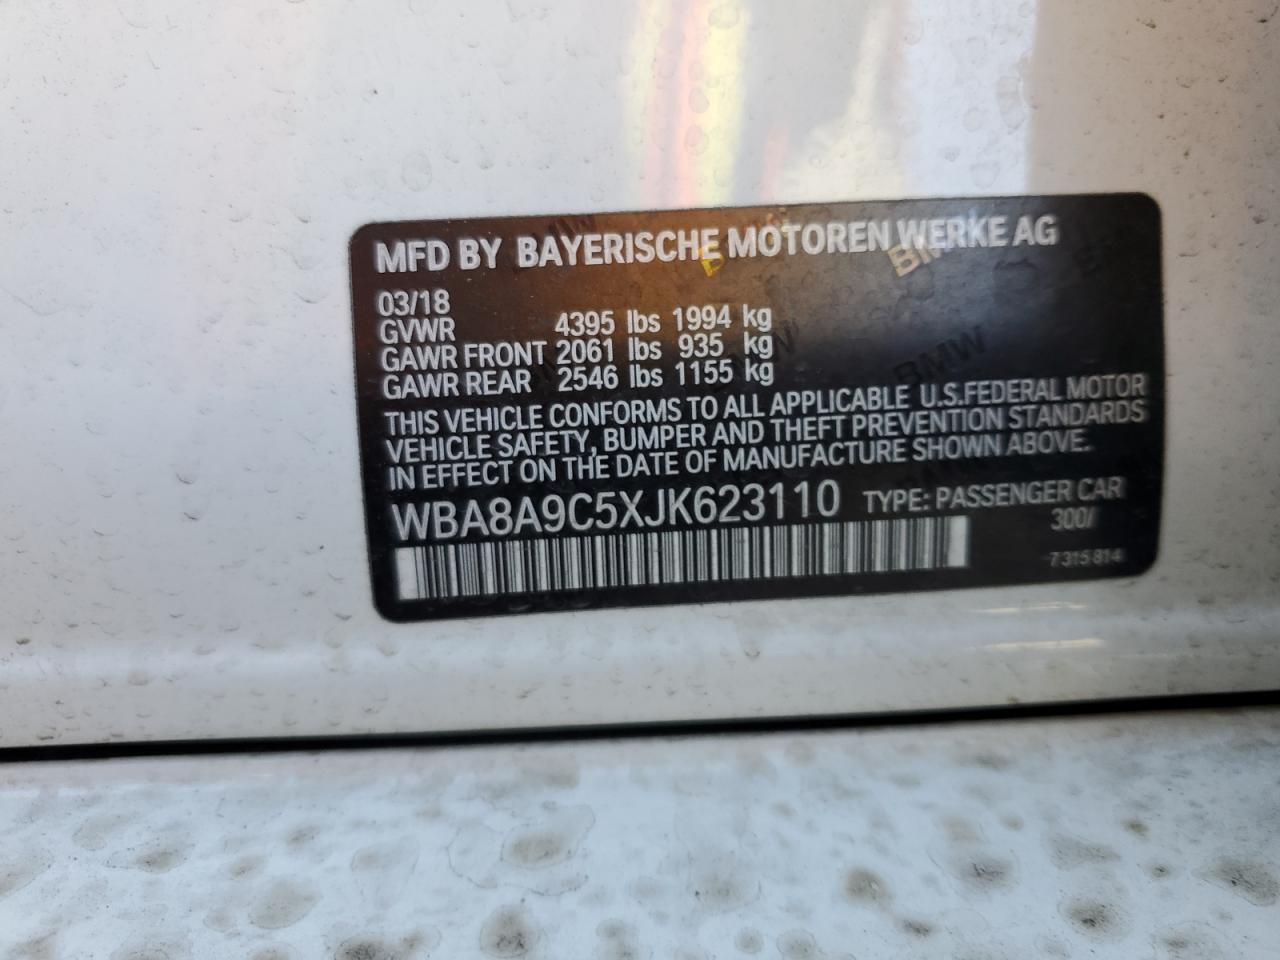 MFD BY BAYERISCHE MOTOREN WERKE AG
03/18
GVWR 4395 lbs 1994 kg
GAWR FRONT 2061 lbs 935 kg
GAWR REAR 2546 lbs 1155 kg
THIS VEHICLE CONFORMS TO ALL APPLICABLE U.S.FEDERAL MOTOR
VEHICLE SAFETY, BUMPER AND THEFT PREVENTION STANDARDS
IN EFFECT ON THE DATE OF MANUFACTURE SHOWN ABOVE.
WBA8A9C5XJK623110 TYPE: PASSENGER CAR
300/
7 315 814
BMW
BMW
BMW